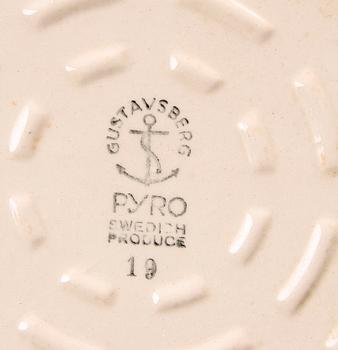 GUSTAVSBERG
PYRO
SWEDISH
PRODUCE
19